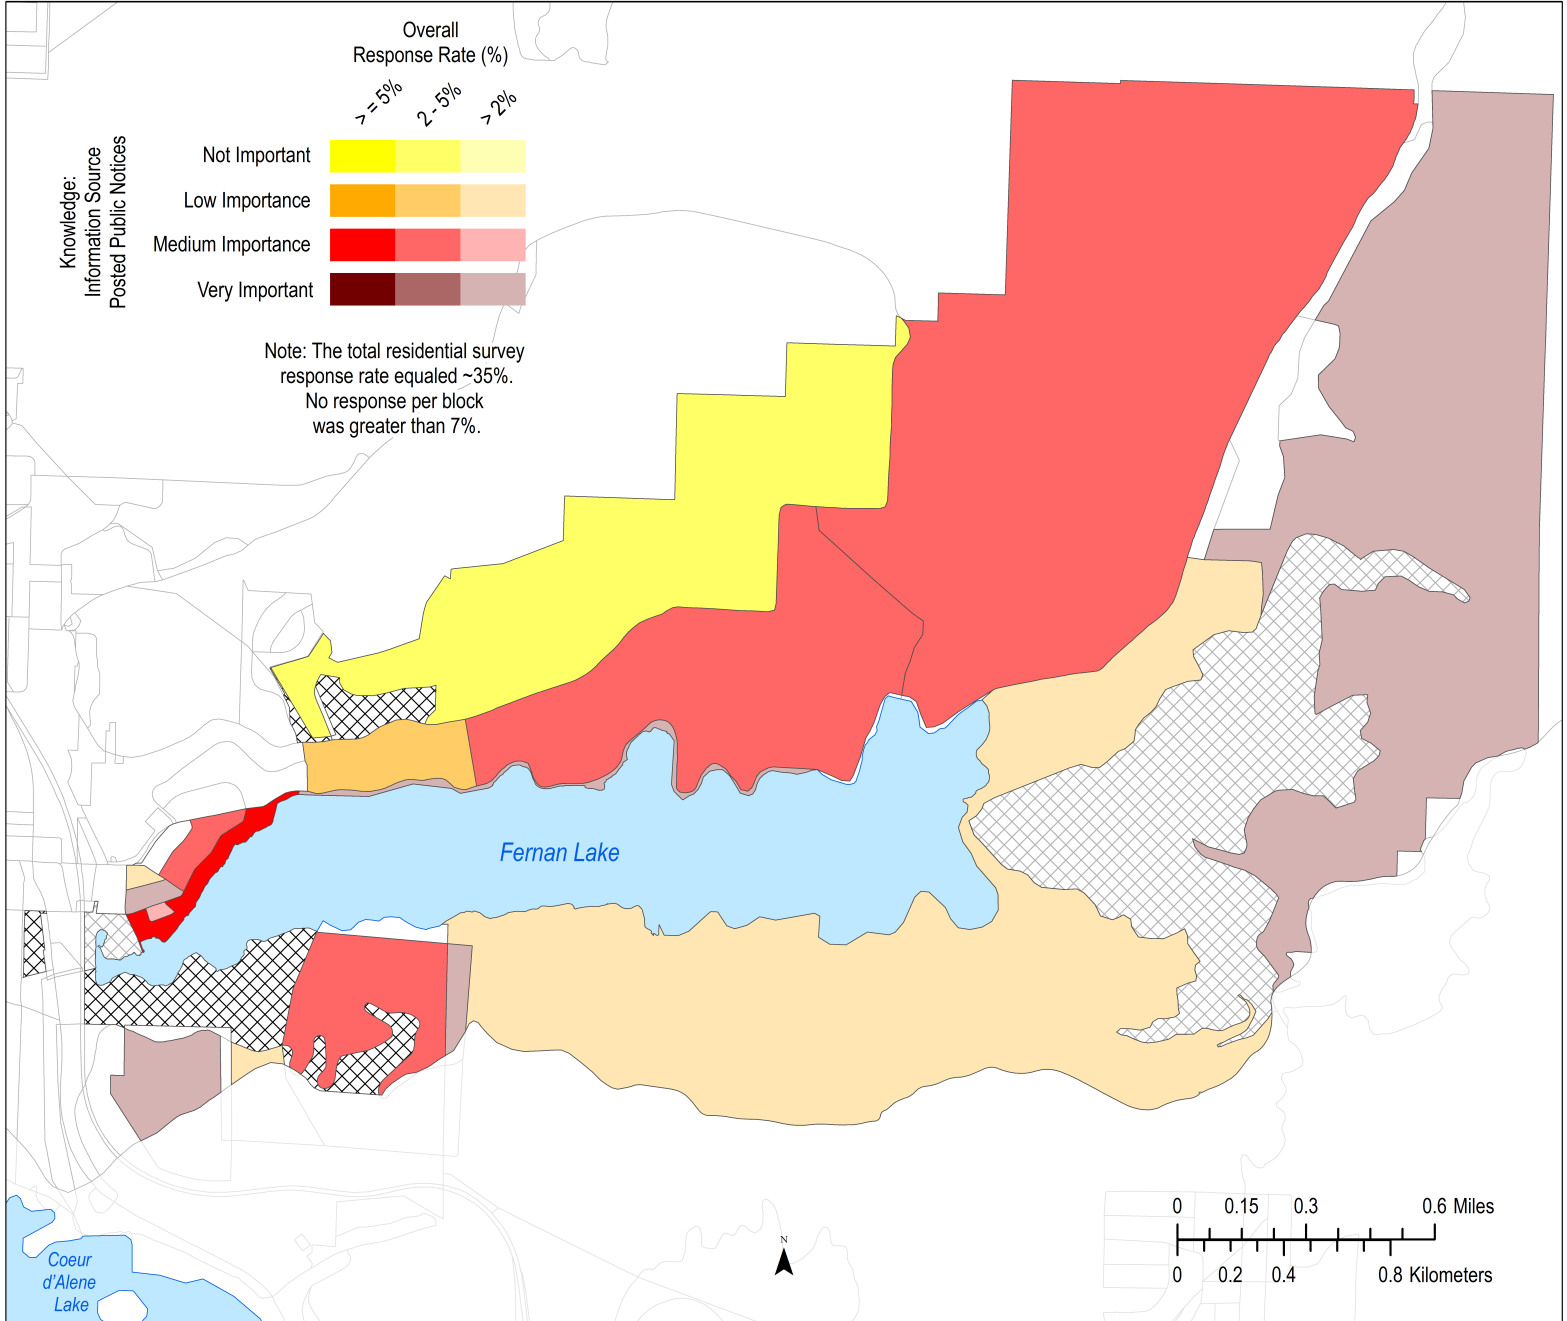 Overall
Response Rate (%)
> = 5%
2 - 5%
> 2%
Knowledge:
Information Source
Posted Public Notices
Not Important
Low Importance
Medium Importance
Very Important
Note: The total residential survey
response rate equaled ~35%.
No response per block
was greater than 7%.
Fernan Lake
Coeur
d'Alene
Lake
N
0 0.15 0.3 0.6 Miles
0 0.2 0.4 0.8 Kilometers